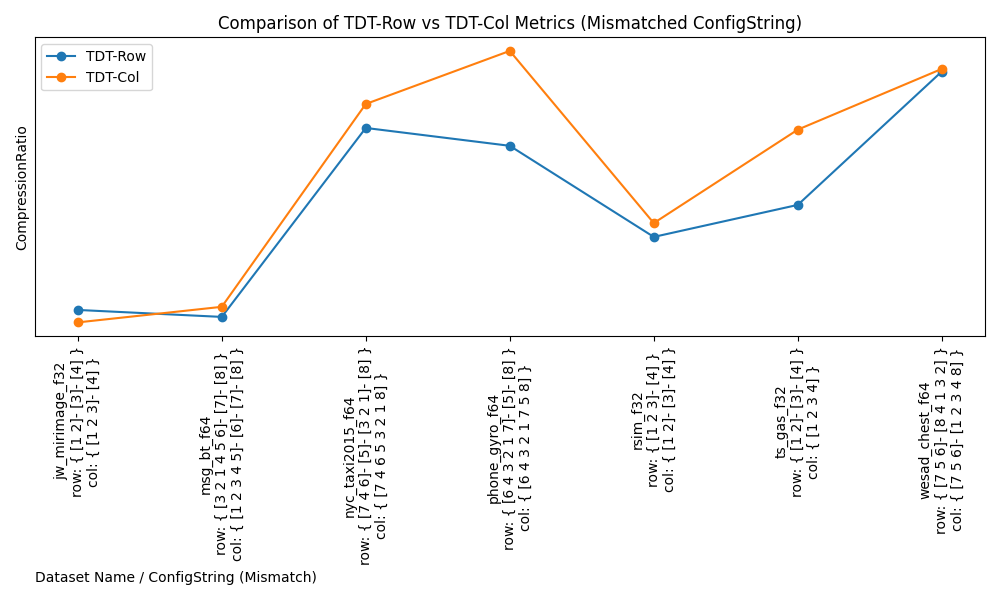 Comparison of TDT-Row vs TDT-Col Metrics (Mismatched ConfigString)
TDT-Row
TDT-Col
CompressionRatio
jw_mirimage_f32
row: { [1 2]- [3]- [4] }
col: { [1 2 3]- [4] }
msg_bt_f64
row: { [3 2 1 4 5 6]- [7]- [8] }
col: { [1 2 3 4 5]- [6]- [7]- [8] }
nyc_taxi2015_f64
row: { [7 4 6]- [5]- [3 2 1]- [8] }
col: { [7 4 6 5 3 2 1 8] }
phone_gyro_f64
row: { [6 4 3 2 1 7]- [5]- [8] }
col: { [6 4 3 2 1 7 5 8] }
rsim_f32
row: { [1 2 3]- [4] }
col: { [1 2]- [3]- [4] }
ts_gas_f32
row: { [1 2]- [3]- [4] }
col: { [1 2 3 4] }
wesad_chest_f64
row: { [7 5 6]- [8 4 1 3 2] }
col: { [7 5 6]- [1 2 3 4 8] }
Dataset Name / ConfigString (Mismatch)